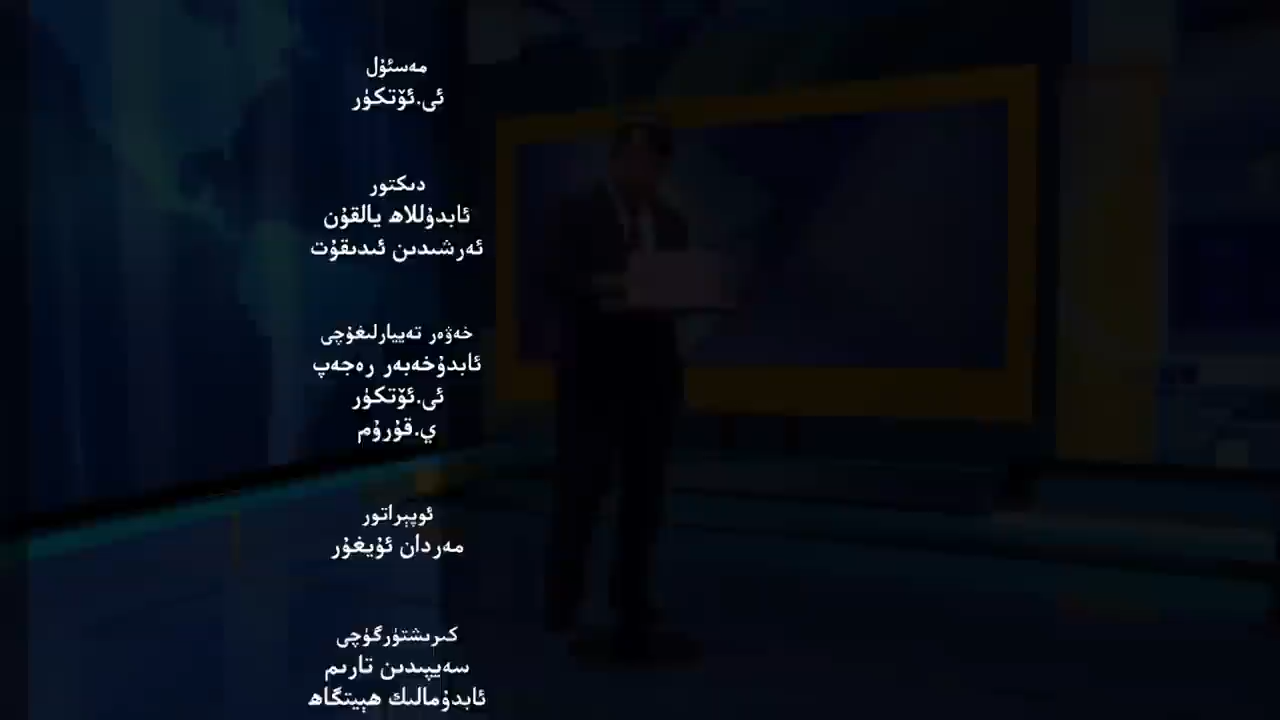 مەسئۇل
ئى.ئۆتكۈر
دىكتور
ئابدۇللاھ يالقۇن
ئەرشىدىن ئىدىقۇت
خەۋەر تەييارلىغۇچى
ئابدۇخەبەر رەجەپ
ئى.ئۆتكۈر
ي.قۇرۇم
ئوپېراتور
مەردان ئۇيغۇر
كىرىشتۈرگۈچى
سەيپىدىن تارىم
ئابدۇمالىك ھېيتگاھ